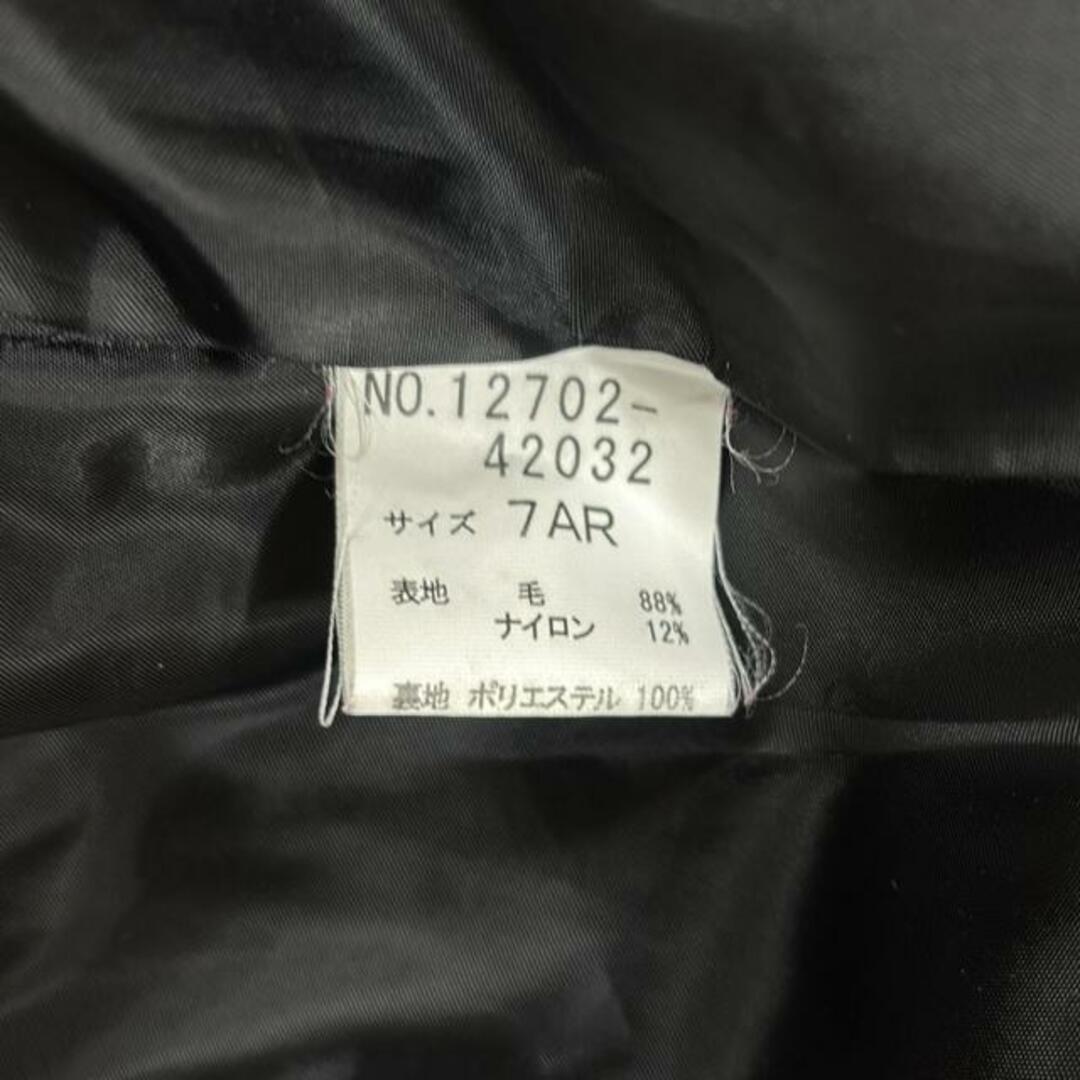 NO.12702-
42032
サイズ 7AR
表地 毛 88%
ナイロン 12%
裏地 ポリエステル 100%